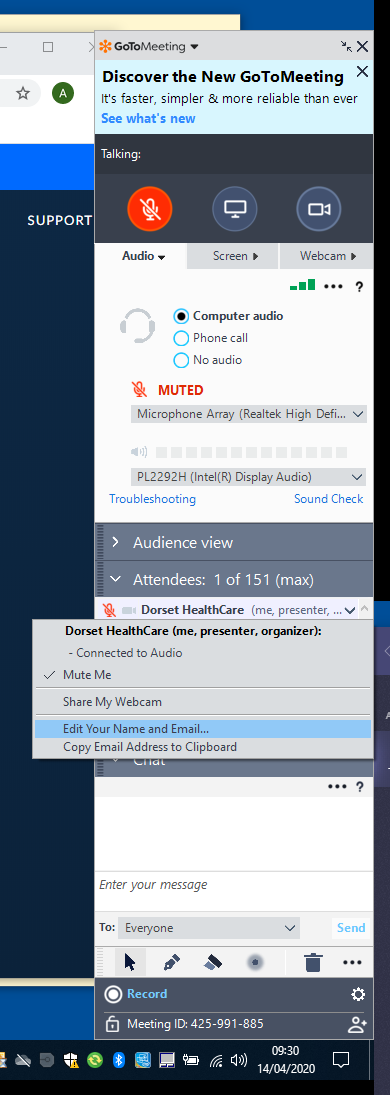 GoToMeeting
Discover the New GoToMeeting
It's faster, simpler & more reliable than ever
See what's new
A
Talking:
SUPPORT
Audio
Screen
Webcam
?
Computer audio
Phone call
No audio
MUTED
Microphone Array (Realtek High Defi...
PL2292H (Intel(R) Display Audio)
Troubleshooting
Sound Check
Audience view
Attendees: 1 of 151 (max)
Dorset HealthCare (me, presenter, ...
Dorset HealthCare (me, presenter, organizer):
- Connected to Audio
Mute Me
Share My Webcam
Edit Your Name and Email...
Copy Email Address to Clipboard
Chat
?
Enter your message
To:
Everyone
Send
Record
Meeting ID: 425-991-885
09:30
14/04/2020